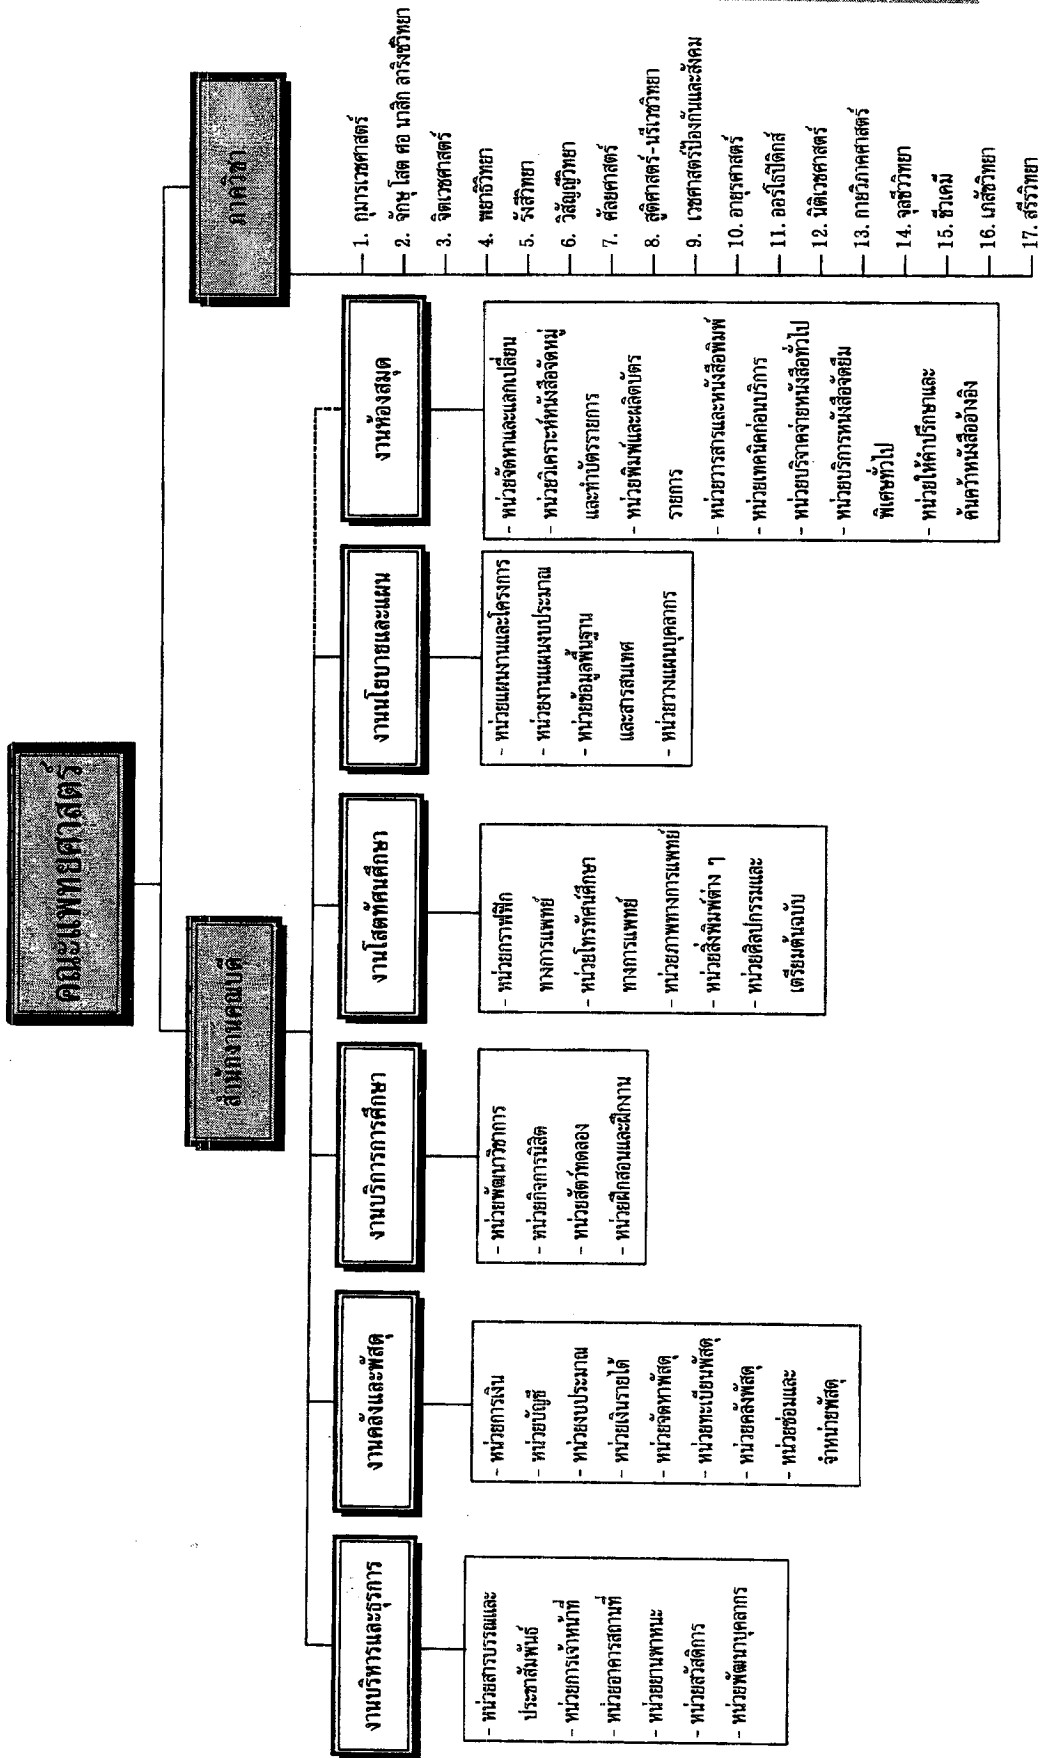 คณะแพทยศาสตร์
สำนักงานคณบดี
ภาควิชา
งานบริหารและธุรการ
- หน่วยสารบรรณและ
ประชาสัมพันธ์
- หน่วยการเจ้าหน้าที่
- หน่วยอาคารสถานที่
- หน่วยยานพาหนะ
- หน่วยสวัสดิการ
- หน่วยพัฒนาบุคลากร
งานคลังและพัสดุ
- หน่วยการเงิน
- หน่วยบัญชี
- หน่วยงบประมาณ
- หน่วยเงินรายได้
- หน่วยจัดหาพัสดุ
- หน่วยทะเบียนพัสดุ
- หน่วยคลังพัสดุ
- หน่วยซ่อมและ
จำหน่ายพัสดุ
งานบริการการศึกษา
- หน่วยพัฒนาวิชาการ
- หน่วยกิจการนิสิต
- หน่วยสัตว์ทดลอง
- หน่วยฝึกสอนและฝึกงาน
งานโสตทัศนศึกษา
- หน่วยกราฟฟิก
ทางการแพทย์
- หน่วยโทรทัศน์ศึกษา
ทางการแพทย์
- หน่วยภาพทางการแพทย์
- หน่วยสิ่งพิมพ์ต่าง ๆ
- หน่วยศิลปกรรมและ
เตรียมต้นฉบับ
งานนโยบายและแผน
- หน่วยแผนงานและโครงการ
- หน่วยงานแผนงบประมาณ
- หน่วยข้อมูลพื้นฐาน
และสารสนเทศ
- หน่วยวางแผนบุคลากร
งานห้องสมุด
- หน่วยจัดหาและแลกเปลี่ยน
- หน่วยวิเคราะห์หนังสือจัดหมู่
และทำบัตรรายการ
- หน่วยพิมพ์และผลิตบัตร
รายการ
- หน่วยวารสารและหนังสือพิมพ์
- หน่วยเทคนิคก่อนบริการ
- หน่วยบริจาคจ่ายหนังสือทั่วไป
- หน่วยบริการหนังสือจัดยืม
พิเศษทั่วไป
- หน่วยให้คำปรึกษาและ
ค้นคว้าหนังสืออ้างอิง
1. กุมารเวชศาสตร์
2. จักษุ โสต ศอ นาสิก ลาริงซ์วิทยา
3. จิตเวชศาสตร์
4. พยาธิวิทยา
5. รังสีวิทยา
6. วิสัญญีวิทยา
7. ศัลยศาสตร์
8. สูติศาสตร์-นรีเวชวิทยา
9. เวชศาสตร์ป้องกันและสังคม
10. อายุรศาสตร์
11. ออร์โธปิดิกส์
12. นิติเวชศาสตร์
13. กายวิภาคศาสตร์
14. จุลชีววิทยา
15. ชีวเคมี
16. เภสัชวิทยา
17. สรีรวิทยา